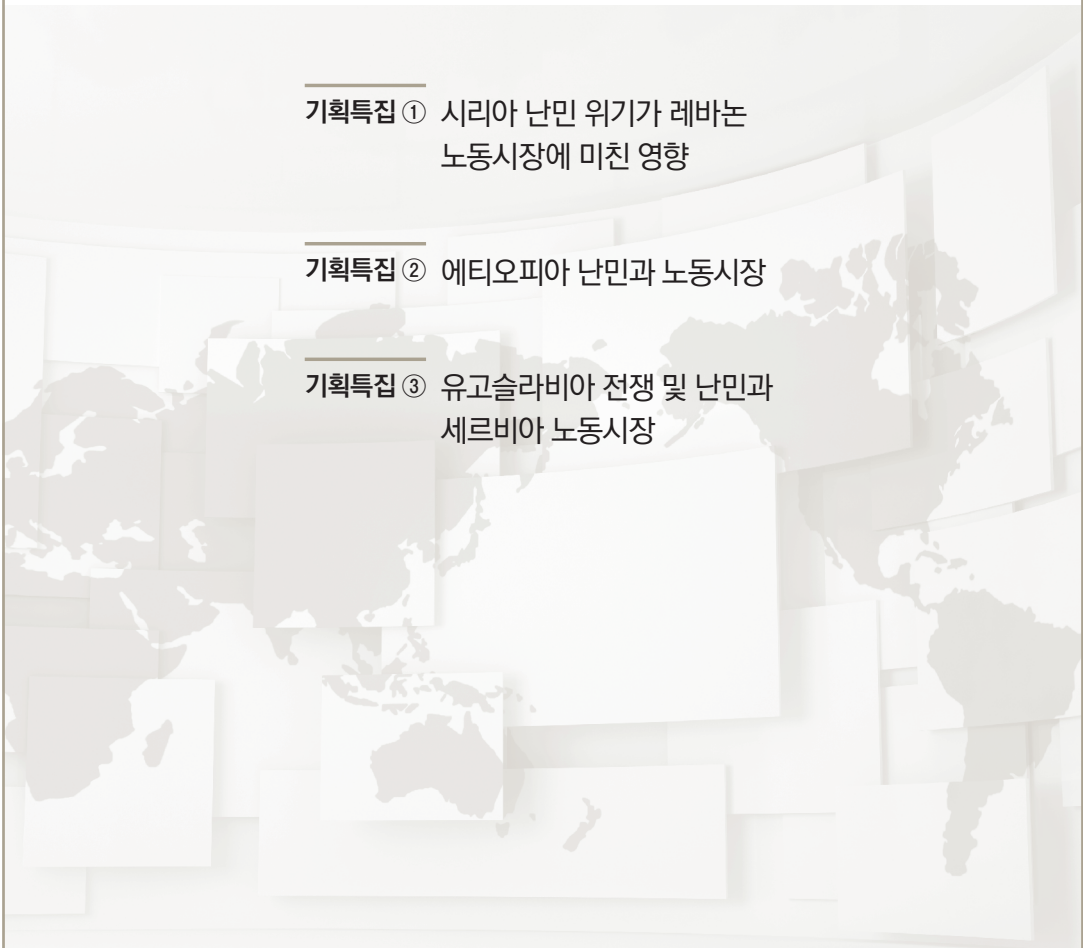 기획특집 ① 시리아 난민 위기가 레바논
노동시장에 미친 영향
기획특집 ② 에티오피아 난민과 노동시장
기획특집 ③ 유고슬라비아 전쟁 및 난민과
세르비아 노동시장